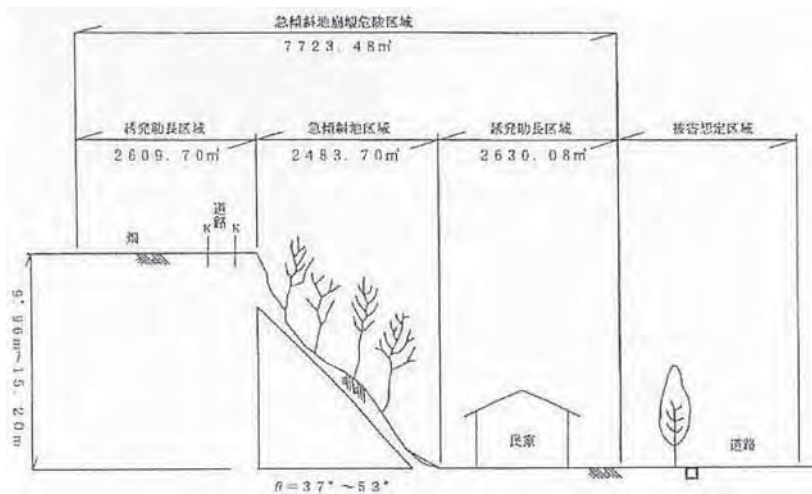 急傾斜地崩壊危険区域
7723.48㎡
誘発助長区域
急傾斜地区域
誘発助長区域
被害想定区域
2609.70㎡
2483.70㎡
2630.08㎡
道路
K K
畑
9.96m~15.20m
民家
道路
θ=37°~53°